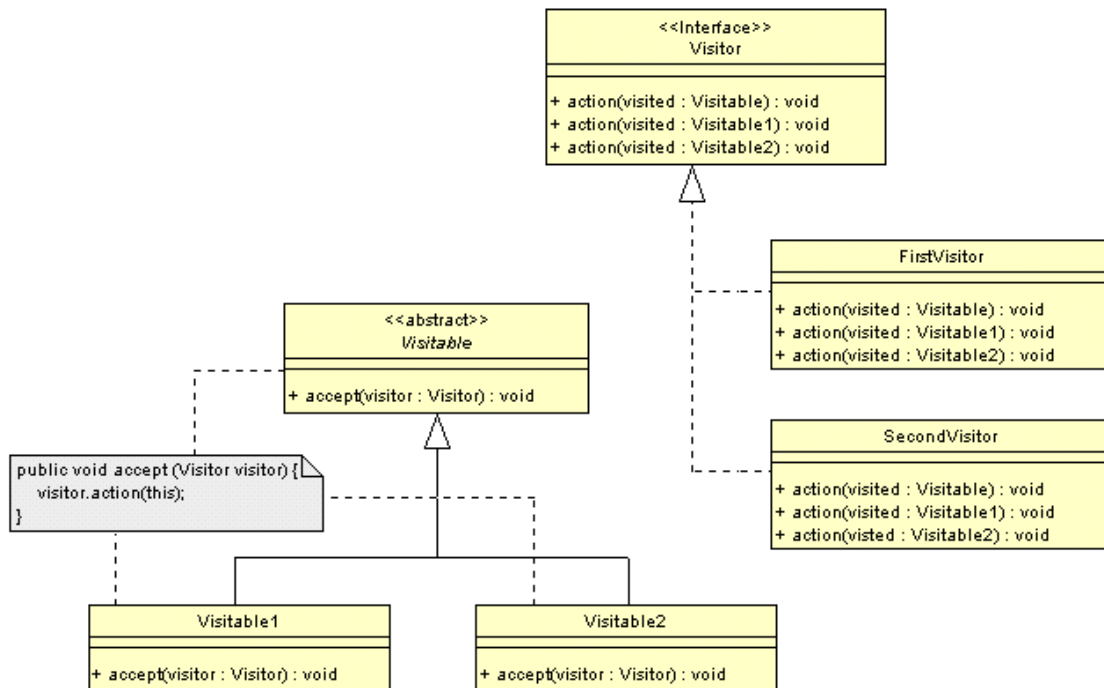 <<Interface>>
Visitor
+ action(visited : Visitable) : void
+ action(visited : Visitable1) : void
+ action(visited : Visitable2) : void
FirstVisitor
+ action(visited : Visitable) : void
+ action(visited : Visitable1) : void
+ action(visited : Visitable2) : void
<<abstract>>
Visitable
+ accept(visitor : Visitor) : void
SecondVisitor
+ action(visited : Visitable) : void
+ action(visited : Visitable1) : void
+ action(visted : Visitable2) : void
public void accept (Visitor visitor) {
visitor.action(this);
}
Visitable1
+ accept(visitor : Visitor) : void
Visitable2
+ accept(visitor : Visitor) : void